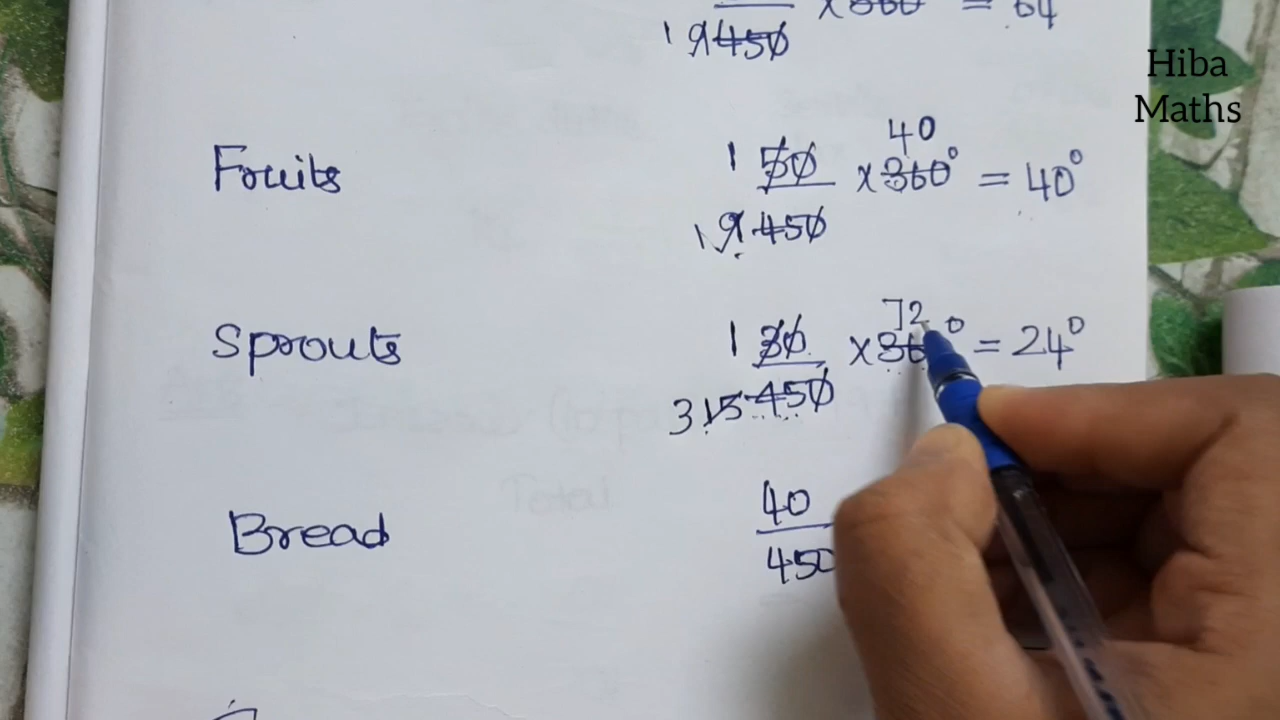 x 360 = 64
1 9 450
Hiba
Maths
40
Fruits 1 50 x 360° = 40°
1 9 450
72
Sprouts 1 30 x 360° = 24°
3 15 450
40
Bread
450